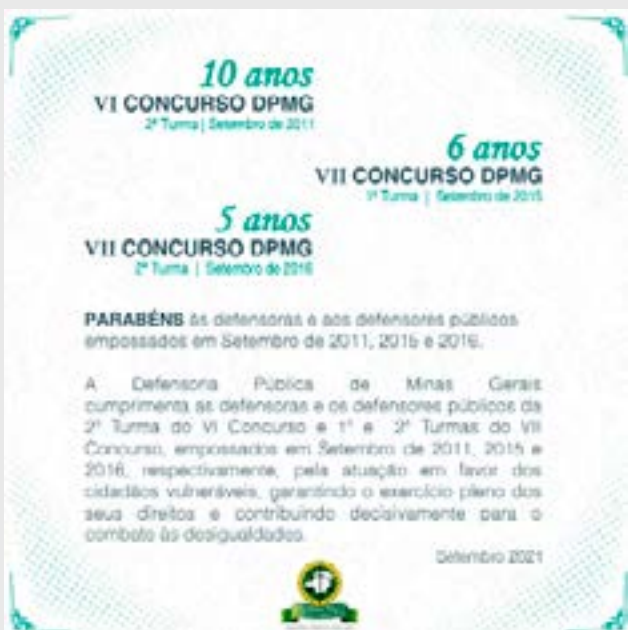 10 anos
VI CONCURSO DPMG
2ª Turma | Setembro de 2011
6 anos
VII CONCURSO DPMG
1ª Turma | Setembro de 2015
5 anos
VII CONCURSO DPMG
2ª Turma | Setembro de 2016
PARABÉNS às defensoras e aos defensores públicos
empossados em Setembro de 2011, 2015 e 2016.
A Defensoria Pública de Minas Gerais
cumprimenta as defensoras e os defensores públicos da
2ª Turma do VI Concurso e 1ª e 2ª Turmas do VII
Concurso, empossados em Setembro de 2011, 2015 e
2016, respectivamente, pela atuação em favor dos
cidadãos vulneráveis, garantindo o exercício pleno dos
seus direitos e contribuindo decisivamente para o
combate às desigualdades.
Setembro 2021